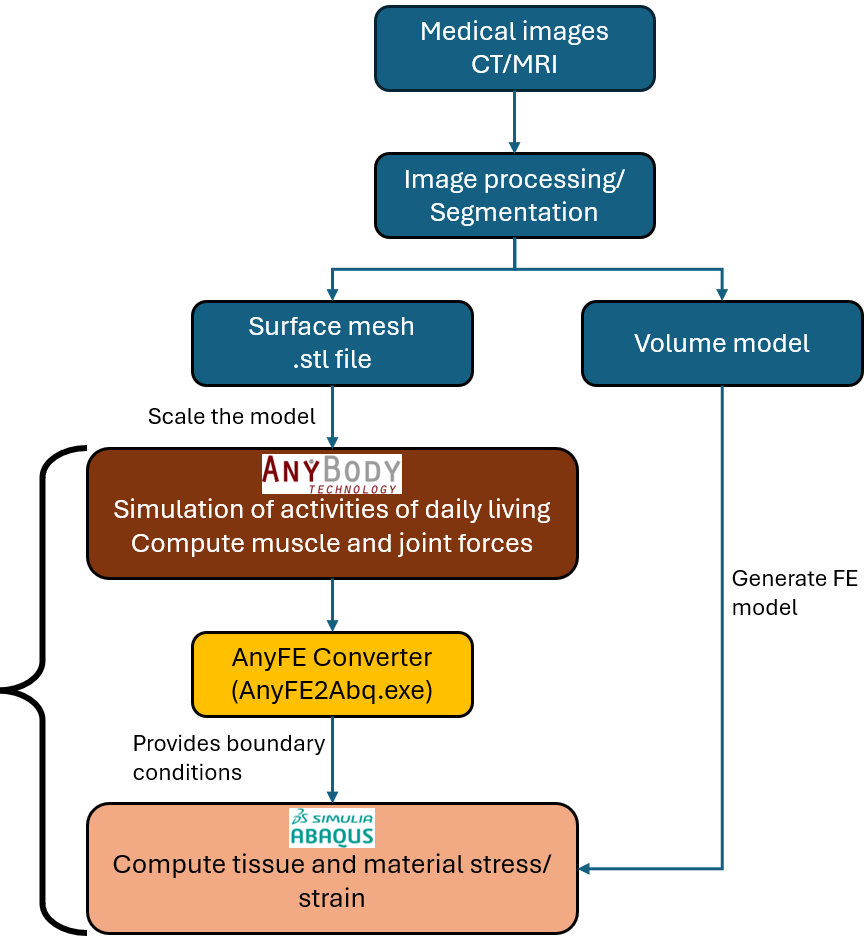 Medical images
CT/MRI
Image processing/
Segmentation
Surface mesh
.stl file
Volume model
Scale the model
ANYBODY
TECHNOLOGY
Simulation of activities of daily living
Compute muscle and joint forces
Generate FE
model
AnyFE Converter
(AnyFE2Abq.exe)
Provides boundary
conditions
SIMULIA
ABAQUS
Compute tissue and material stress/
strain